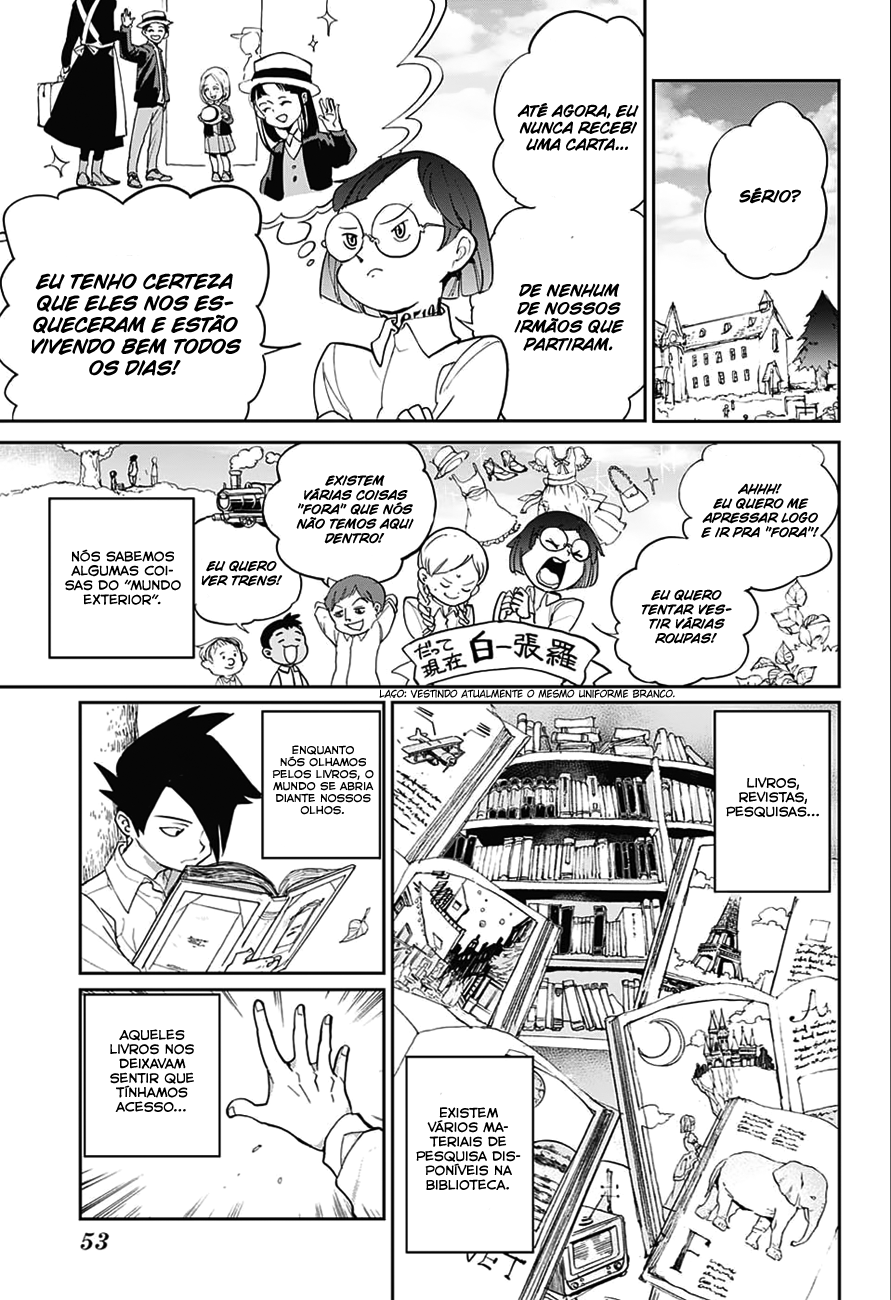 SÉRIO?
ATÉ AGORA, EU
NUNCA RECEBI
UMA CARTA...
DE NENHUM
DE NOSSOS
IRMÃOS QUE
PARTIRAM.
EU TENHO CERTEZA
QUE ELES NOS ES-
QUECERAM E ESTÃO
VIVENDO BEM TODOS
OS DIAS!
AHHH!
EU QUERO ME
APRESSAR LOGO
E IR PRA "FORA"!
EU QUERO
TENTAR VES-
TIR VÁRIAS
ROUPAS!
EXISTEM
VÁRIAS COISAS
"FORA" QUE NÓS
NÃO TEMOS AQUI
DENTRO!
EU QUERO
VER TRENS!
NÓS SABEMOS
ALGUMAS COI-
SAS DO "MUNDO
EXTERIOR".
だって
現在 白一張羅
LAÇO: VESTINDO ATUALMENTE O MESMO UNIFORME BRANCO.
LIVROS,
REVISTAS,
PESQUISAS...
EXISTEM
VÁRIOS MA-
TERIAIS DE
PESQUISA DIS-
PONÍVEIS NA
BIBLIOTECA.
ENQUANTO
NÓS OLHAMOS
PELOS LIVROS, O
MUNDO SE ABRIA
DIANTE NOSSOS
OLHOS.
AQUELES
LIVROS NOS
DEIXAVAM
SENTIR QUE
TÍNHAMOS
ACESSO...
A
E
VET
53